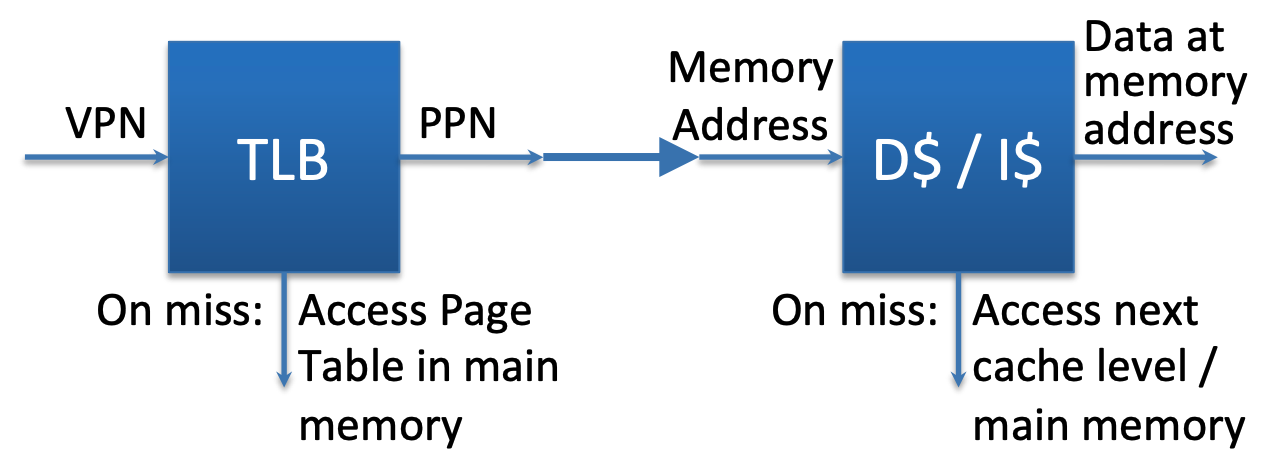 VPN
TLB
PPN
Memory
Address
D$ / I$
Data at
memory
address
On miss:
Access Page
Table in main
memory
On miss:
Access next
cache level /
main memory